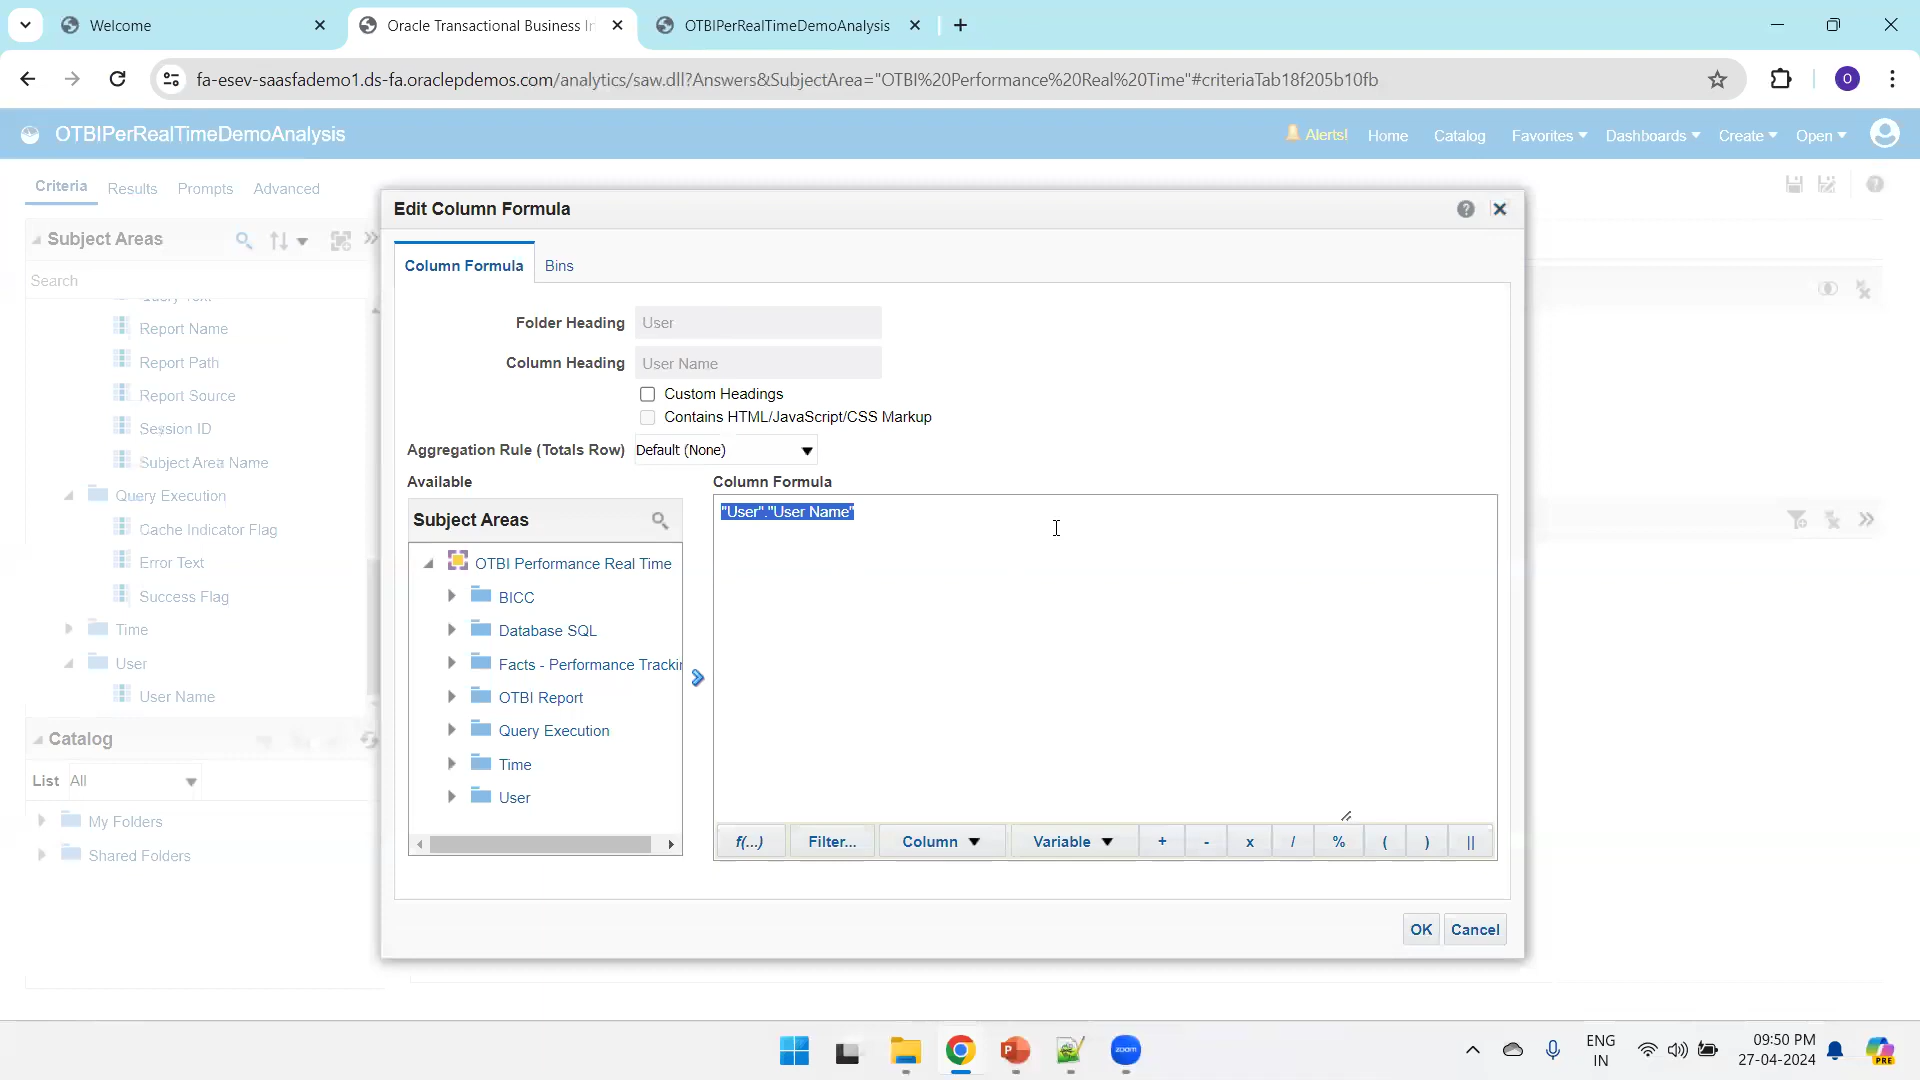 Welcome
Oracle Transactional Business In
OTBIPerRealTimeDemoAnalysis
fa-esev-saasfademo1.ds-fa.oraclepdemos.com/analytics/saw.dll?Answers&SubjectArea="OTBI%20Performance%20Real%20Time"#criteriaTab18f205b10fb
O
OTBIPerRealTimeDemoAnalysis
Alerts!
Home
Catalog
Favorites
Dashboards
Create
Open
Criteria
Results
Prompts
Advanced
Subject Areas
Search
Query Text
Report Name
Report Path
Report Source
Session ID
Subject Area Name
Query Execution
Cache Indicator Flag
Error Text
Success Flag
Time
User
User Name
Catalog
List All
My Folders
Shared Folders
Edit Column Formula
Column Formula
Bins
Folder Heading User
Column Heading User Name
Custom Headings
Contains HTML/JavaScript/CSS Markup
Aggregation Rule (Totals Row) Default (None)
Available
Subject Areas
OTBI Performance Real Time
BICC
Database SQL
Facts - Performance Trackin
OTBI Report
Query Execution
Time
User
Column Formula
"User"."User Name"
f(...)
Filter...
Column
Variable
+
-
x
/
%
(
)
||
OK
Cancel
zoom
ENG
IN
09:50 PM
27-04-2024
PRE